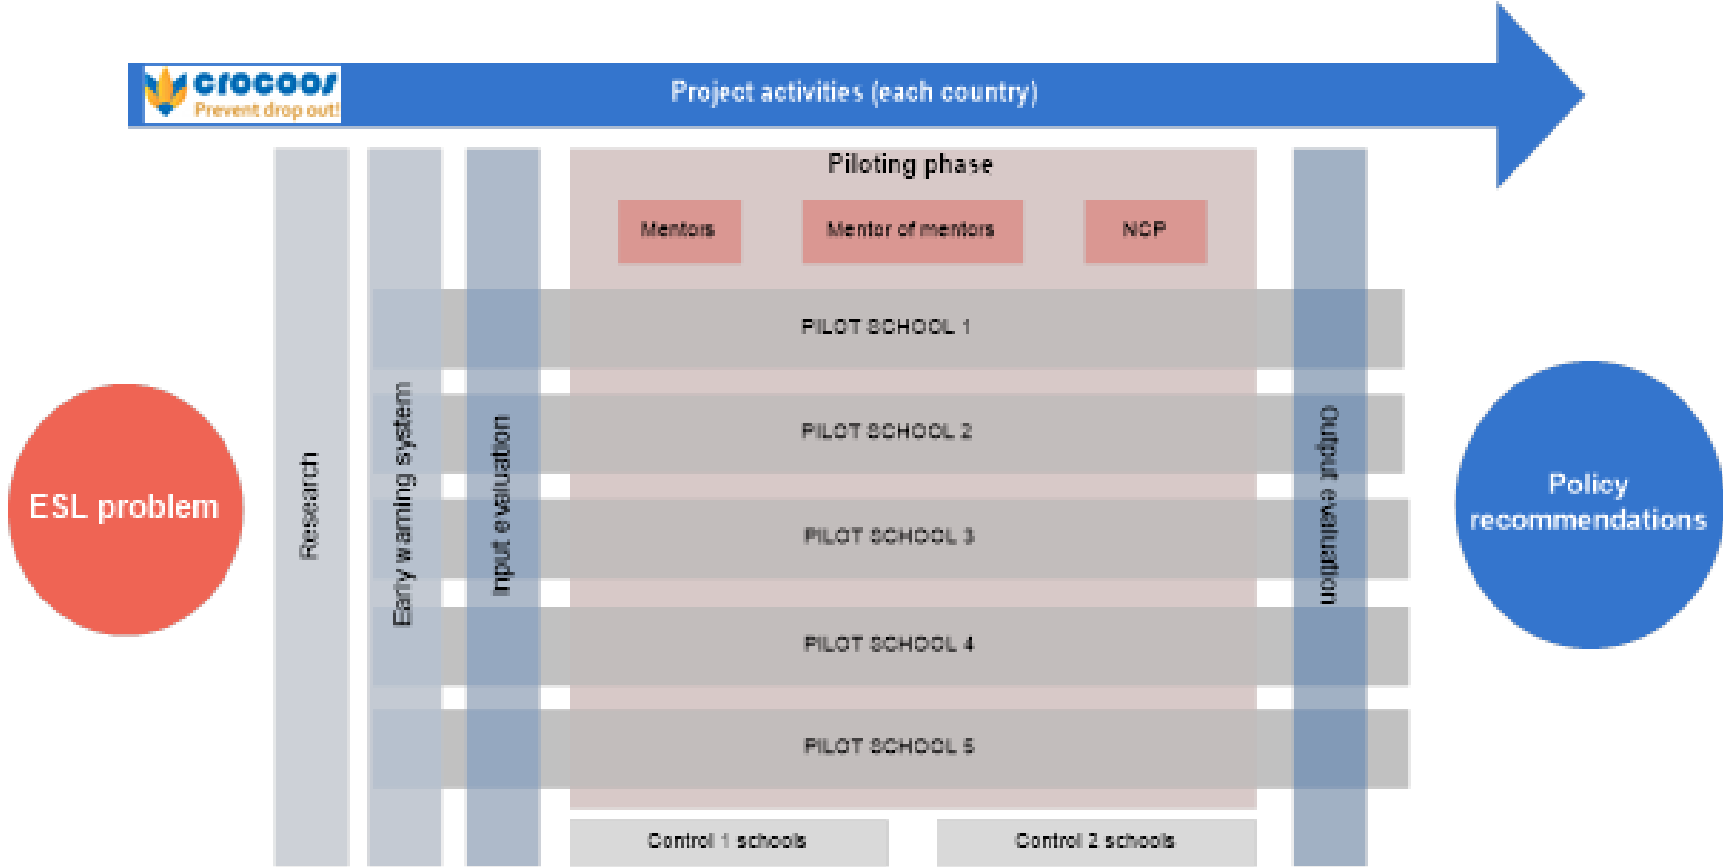 crocoos
Prevent drop out!
Project activities (each country)
Piloting phase
Mentors
Mentor of mentors
NCP
PILOT SCHOOL 1
PILOT SCHOOL 2
PILOT SCHOOL 3
PILOT SCHOOL 4
PILOT SCHOOL 5
ESL problem
Research
Early warning system
Input evaluation
Output evaluation
Policy
recommendations
Control 1 schools
Control 2 schools